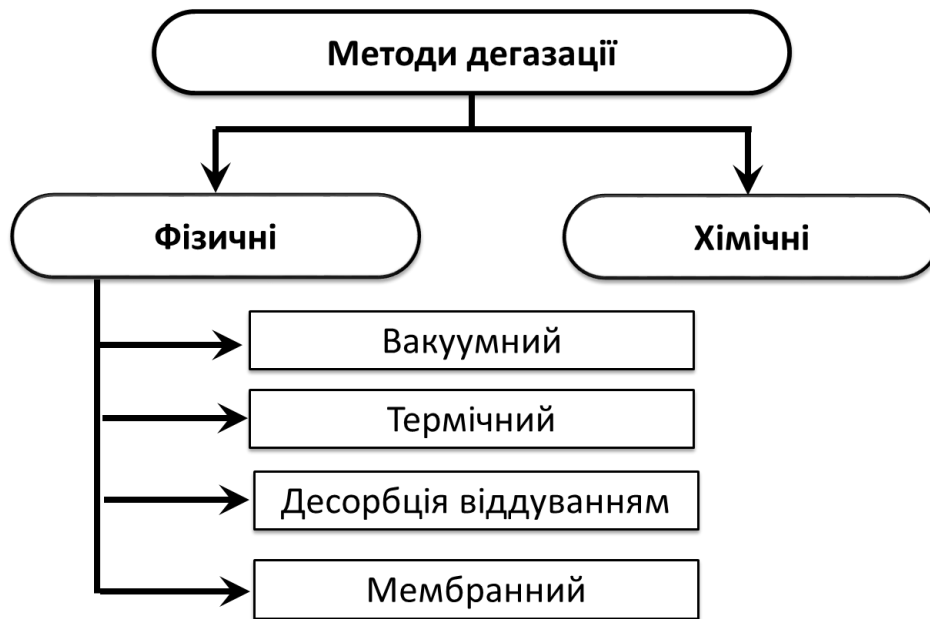 Методи дегазації
Фізичні
Хімічні
Вакуумний
Термічний
Десорбція віддуванням
Мембранний